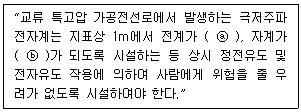 "교류 특고압 가공전선로에서 발생하는 극저주파
전자계는 지표상 1m에서 전계가 ( ⓐ ), 자계가
( ⓑ )가 되도록 시설하는 등 상시 정전유도 및
전자유도 작용에 의하여 사람에게 위험을 줄 우
려가 없도록 시설하여야 한다."